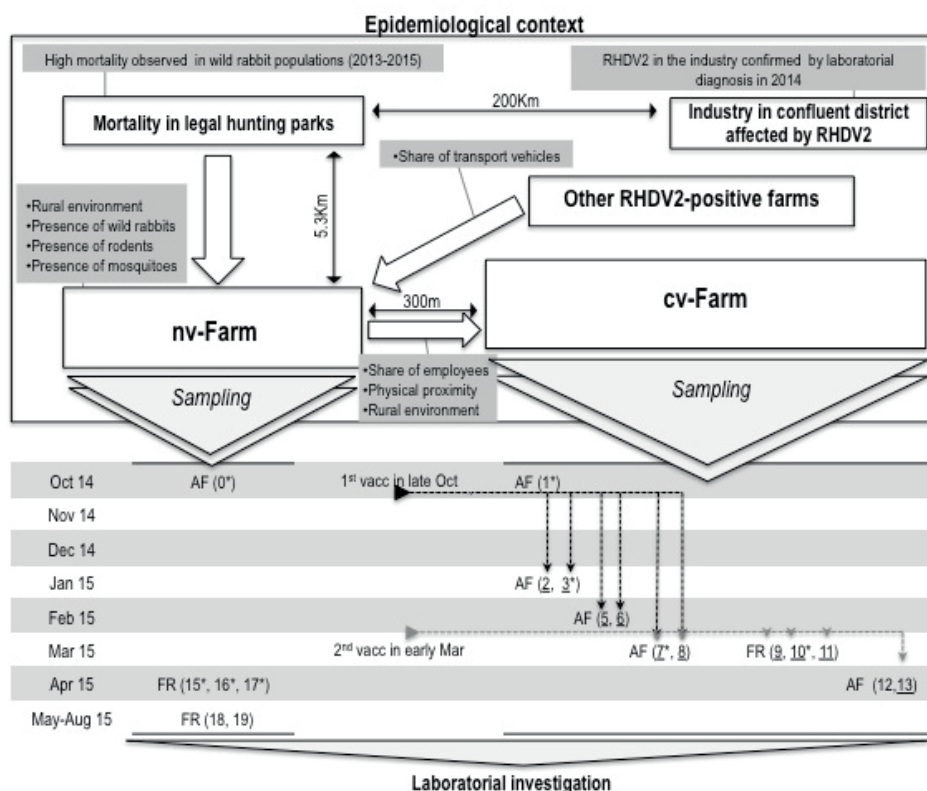 Epidemiological context
High mortality observed in wild rabbit populations (2013-2015)
RHDV2 in the industry confirmed by laboratorial
diagnosis in 2014
200Km
Mortality in legal hunting parks
Industry in confluent district
affected by RHDV2
•Share of transport vehicles
5.3Km
Other RHDV2-positive farms
•Rural environment
•Presence of wild rabbits
•Presence of rodents
•Presence of mosquitoes
300m
nv-Farm
cv-Farm
•Share of employees
•Physical proximity
•Rural environment
Sampling
Sampling
Oct 14 AF (0*) 1st vacc in late Oct AF (1*)
Nov 14
Dec 14
Jan 15 AF (2, 3*)
Feb 15 AF (5, 6)
Mar 15 2nd vacc in early Mar AF (7*, 8) FR (9, 10*, 11)
Apr 15 FR (15*, 16*, 17*) AF (12,13)
May-Aug 15 FR (18, 19)
Laboratorial investigation